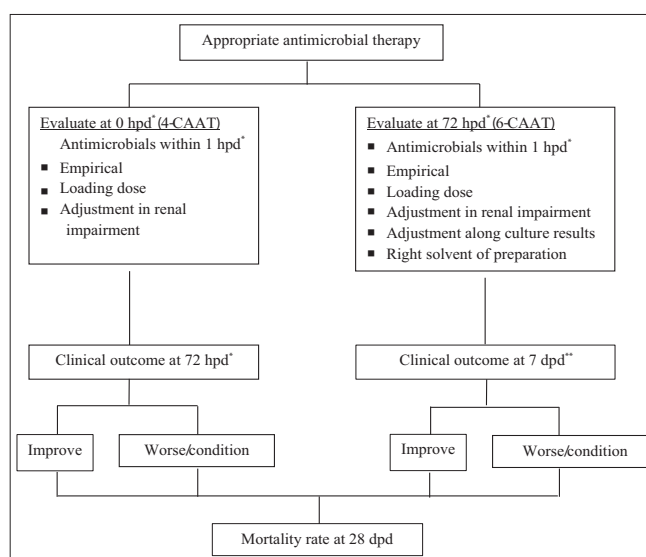 Appropriate antimicrobial therapy
Evaluate at 0 hpd* (4-CAAT)
Antimicrobials within 1 hpd*
■ Empirical
■ Loading dose
■ Adjustment in renal
impairment
Evaluate at 72 hpd* (6-CAAT)
■ Antimicrobials within 1 hpd*
■ Empirical
■ Loading dose
■ Adjustment in renal impairment
■ Adjustment along culture results
■ Right solvent of preparation
Clinical outcome at 72 hpd*
Clinical outcome at 7 dpd**
Improve
Worse/condition
Improve
Worse/condition
Mortality rate at 28 dpd